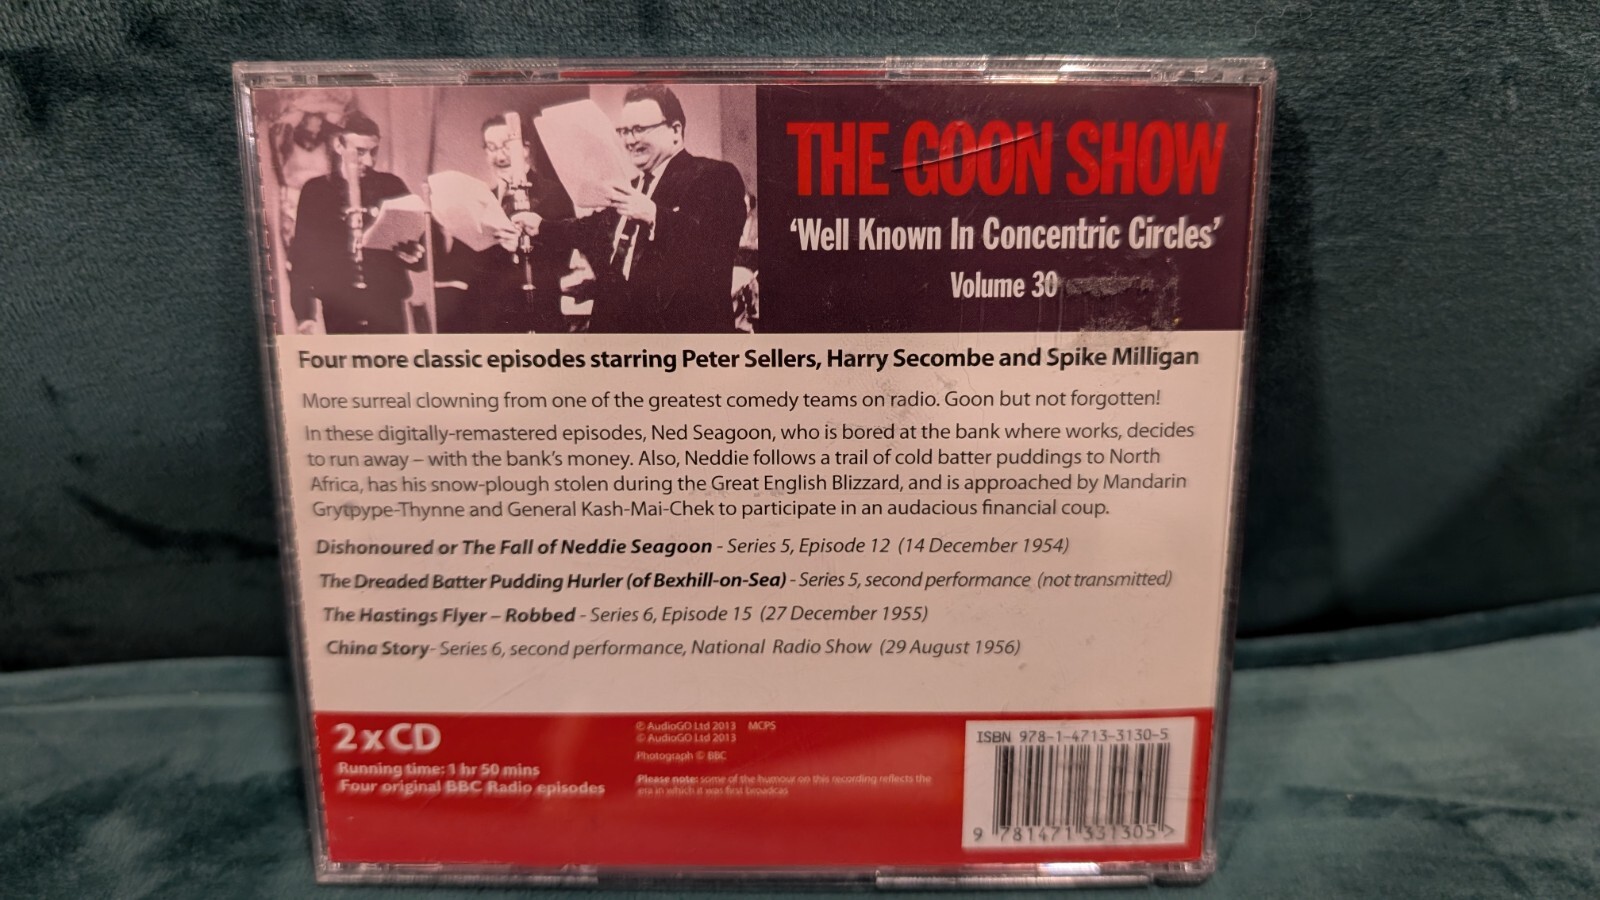 THE GOON SHOW
‘Well Known In Concentric Circles’
Volume 30
Four more classic episodes starring Peter Sellers, Harry Secombe and Spike Milligan
More surreal clowning from one of the greatest comedy teams on radio. Goon but not forgotten!
In these digitally-remastered episodes, Ned Seagoon, who is bored at the bank where works, decides
to run away – with the bank's money. Also, Neddie follows a trail of cold batter puddings to North
Africa, has his snow-plough stolen during the Great English Blizzard, and is approached by Mandarin
Grytpype-Thynne and General Kash-Mai-Chek to participate in an audacious financial coup.
Dishonoured or The Fall of Neddie Seagoon - Series 5, Episode 12 (14 December 1954)
The Dreaded Batter Pudding Hurler (of Bexhill-on-Sea) - Series 5, second performance (not transmitted)
The Hastings Flyer – Robbed - Series 6, Episode 15 (27 December 1955)
China Story- Series 6, second performance, National Radio Show (29 August 1956)
2 x CD
Running time: 1 hr 50 mins
Four original BBC Radio episodes
℗ AudioGO Ltd 2013 MCPS
© AudioGO Ltd 2013
Photograph © BBC
Please note: some of the humour on this recording reflects the
era in which it was first broadcas
ISBN 978-1-4713-3130-5
9 781471 331305 >